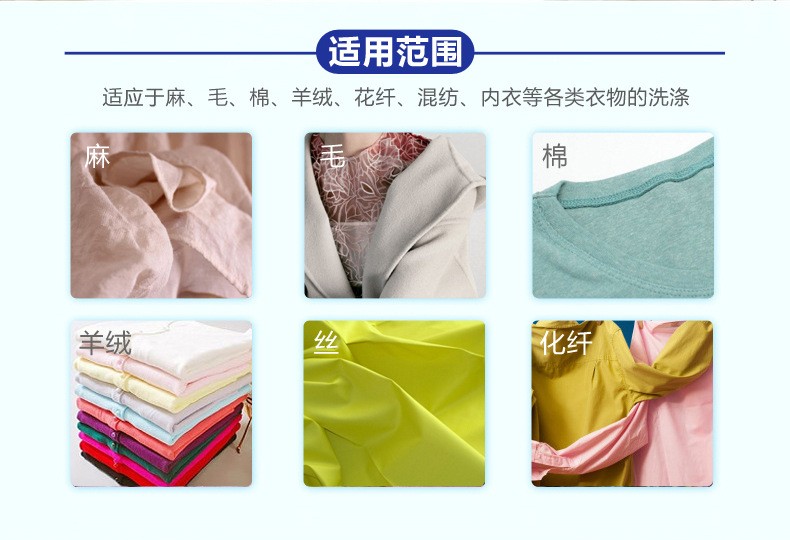 适用范围
适应于麻、毛、棉、羊绒、花纤、混纺、内衣等各类衣物的洗涤
麻
毛
棉
羊绒
丝
化纤